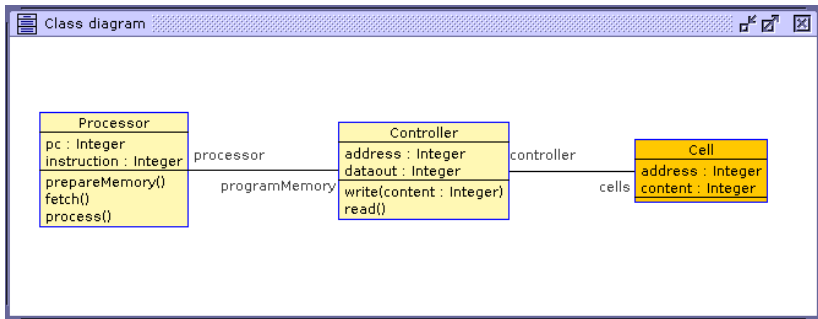 Class diagram
Processor
pc : Integer
instruction : Integer
prepareMemory()
fetch()
process()
processor
programMemory
Controller
address : Integer
dataout : Integer
write(content : Integer)
read()
controller
cells
Cell
address : Integer
content : Integer